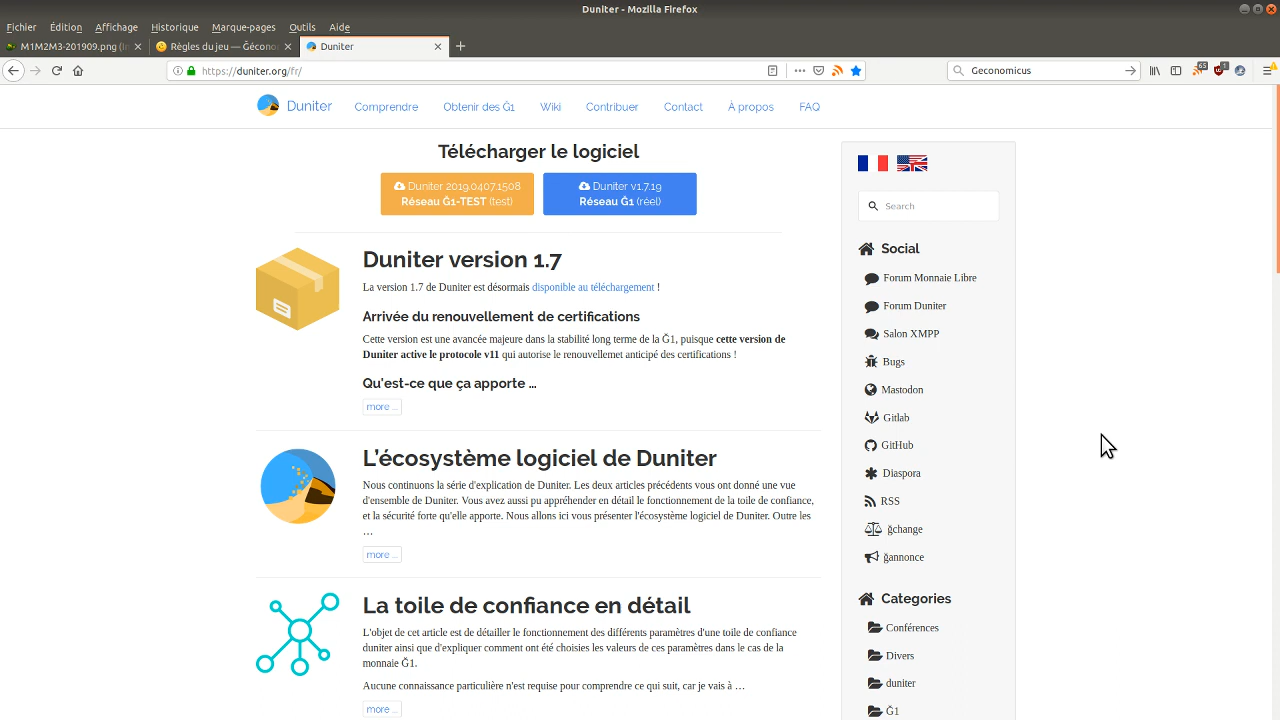 Duniter - Mozilla Firefox
Fichier Édition Affichage Historique Marque-pages Outils Aide
M1M2M3-201909.png (Im
Règles du jeu — Ğécono
Duniter
https://duniter.org/fr/
65
1
Geconomicus
Duniter
Comprendre
Obtenir des Ğ1
Wiki
Contribuer
Contact
À propos
FAQ
Télécharger le logiciel
Duniter 2019.0407.1508
Réseau Ğ1-TEST (test)
Duniter v1.7.19
Réseau Ğ1 (réel)
Duniter version 1.7
La version 1.7 de Duniter est désormais disponible au téléchargement !
Arrivée du renouvellement de certifications
Cette version est une avancée majeure dans la stabilité long terme de la Ğ1, puisque cette version de
Duniter active le protocole v11 qui autorise le renouvellemet anticipé des certifications !
Qu'est-ce que ça apporte ...
more ...
L'écosystème logiciel de Duniter
Nous continuons la série d'explication de Duniter. Les deux articles précédents vous ont donné une vue
d'ensemble de Duniter. Vous avez aussi pu appréhender en détail le fonctionnement de la toile de confiance,
et la sécurité forte qu'elle apporte. Nous allons ici vous présenter l'écosystème logiciel de Duniter. Outre les
…
more ...
La toile de confiance en détail
L'objet de cet article est de détailler le fonctionnement des différents paramètres d'une toile de confiance
duniter ainsi que d'expliquer comment ont été choisies les valeurs de ces paramètres dans le cas de la
monnaie Ğ1.
Aucune connaissance particulière n'est requise pour comprendre ce qui suit, car je vais à …
more ...
Search
Social
Forum Monnaie Libre
Forum Duniter
Salon XMPP
Bugs
Mastodon
Gitlab
GitHub
Diaspora
RSS
ğchange
ğannonce
Categories
Conférences
Divers
duniter
Ğ1